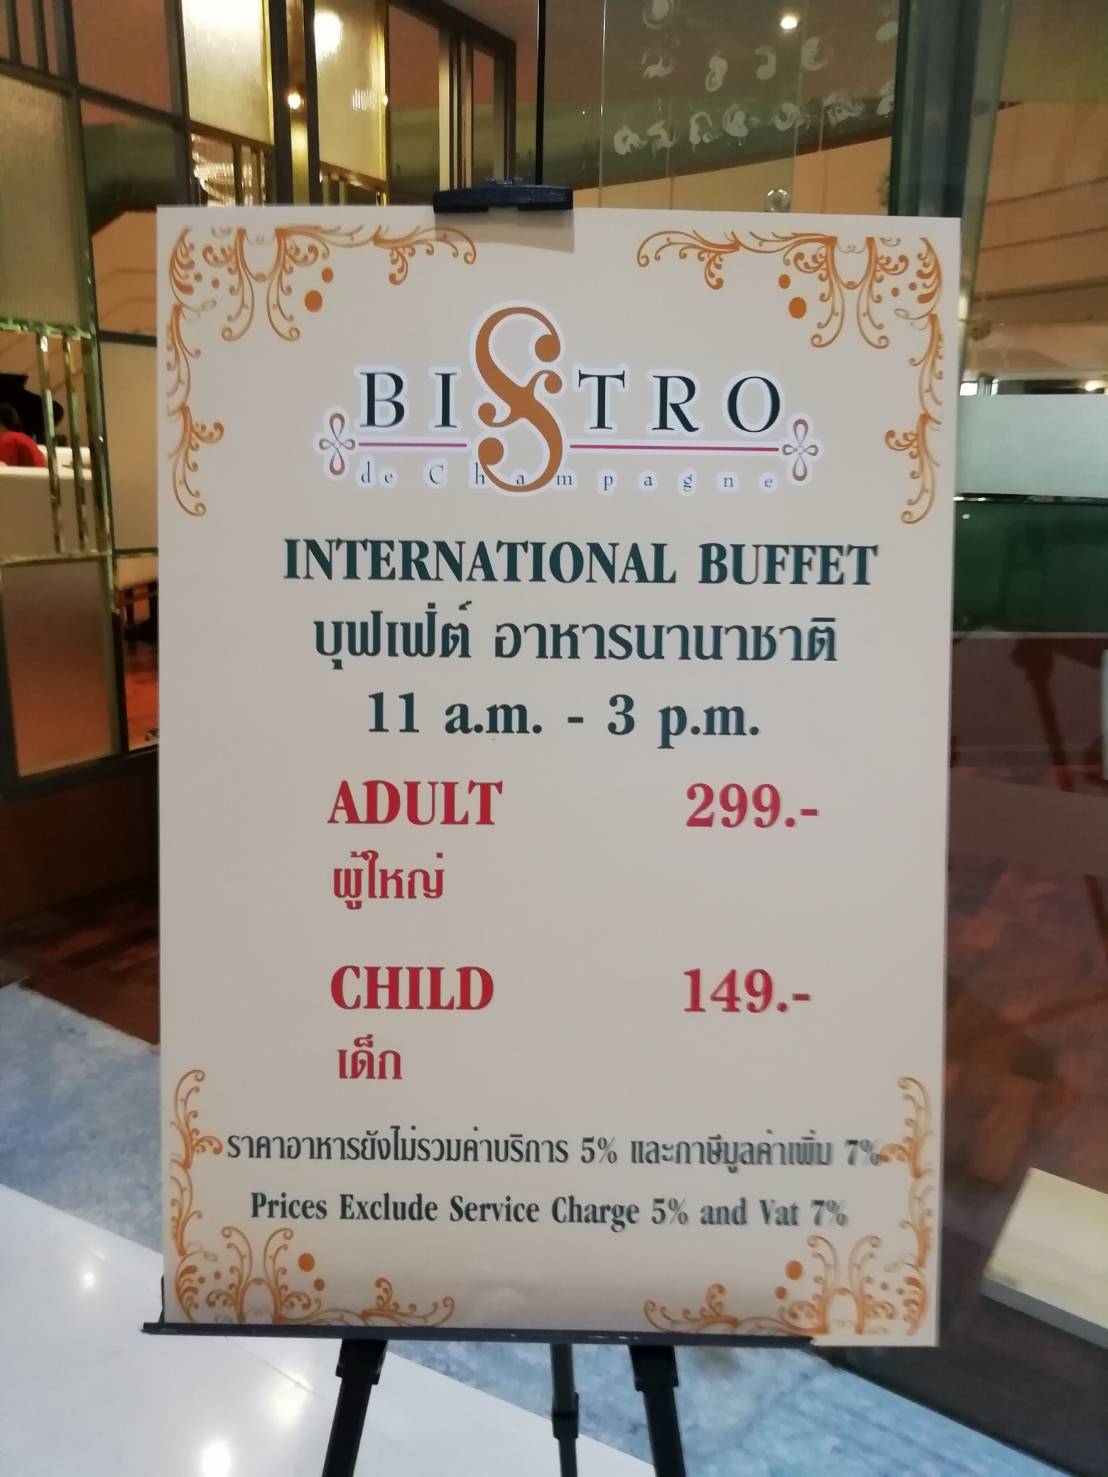 BISTRO
de Champagne
INTERNATIONAL BUFFET
บุฟเฟ่ต์ อาหารนานาชาติ
11 a.m. - 3 p.m.
ADULT 299.-
ผู้ใหญ่
CHILD 149.-
เด็ก
ราคาอาหารยังไม่รวมค่าบริการ 5% และภาษีมูลค่าเพิ่ม 7%
Prices Exclude Service Charge 5% and Vat 7%